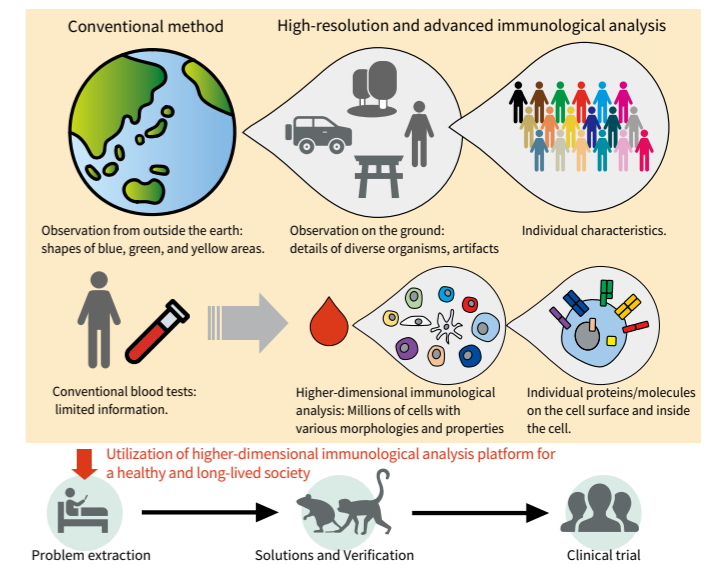 Conventional method
High-resolution and advanced immunological analysis
Observation from outside the earth:
shapes of blue, green, and yellow areas.
Observation on the ground:
details of diverse organisms, artifacts
Individual characteristics.
Conventional blood tests:
limited information.
Higher-dimensional immunological
analysis: Millions of cells with
various morphologies and properties
Individual proteins/molecules
on the cell surface and inside
the cell.
Utilization of higher-dimensional immunological analysis platform for
a healthy and long-lived society
Problem extraction
Solutions and Verification
Clinical trial